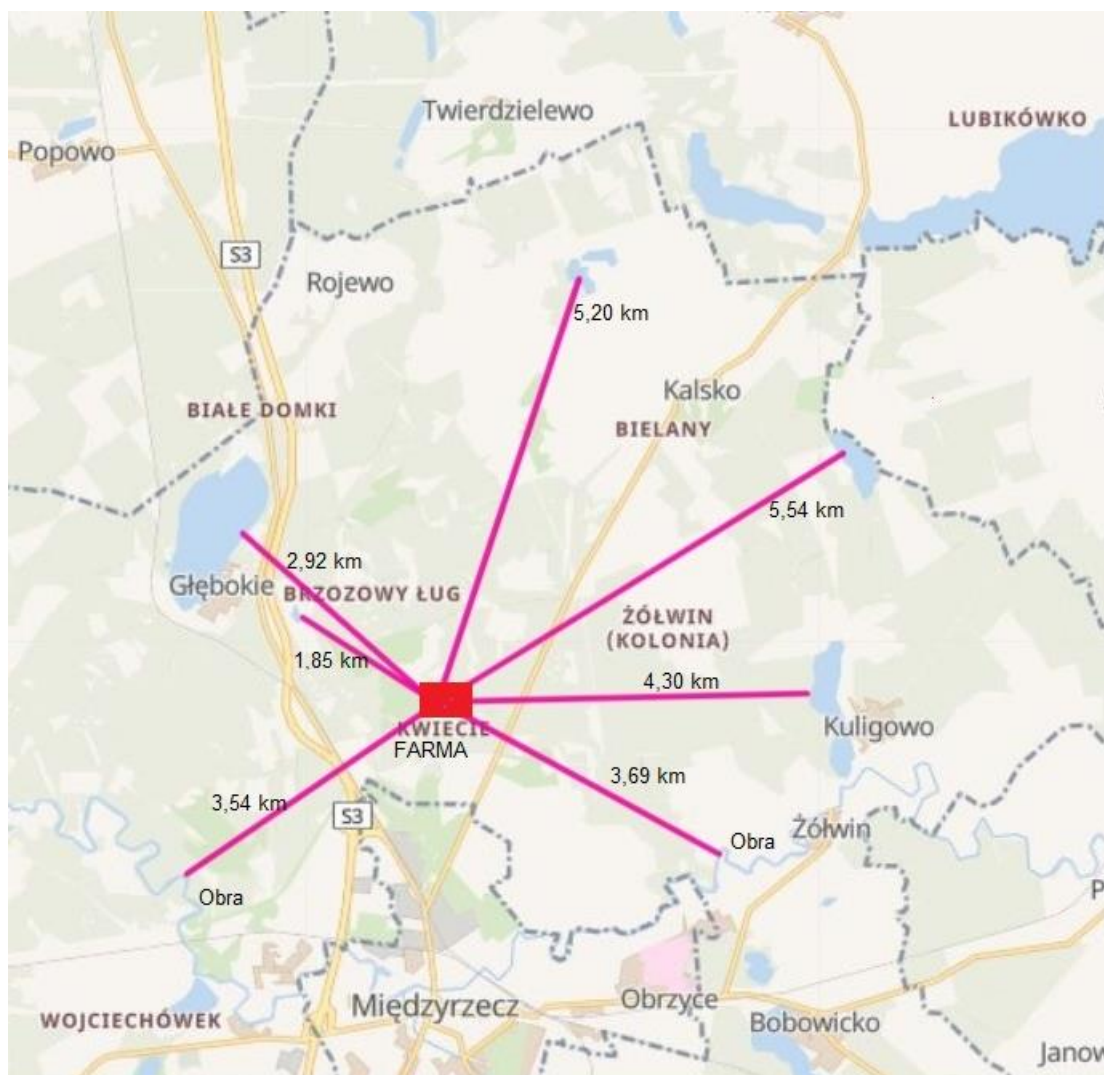 Twierdzielewo
LUBIKÓWKO
Popowo
S3
Rojewo
5,20 km
Kalsko
BIAŁE DOMKI
BIELANY
5,54 km
2,92 km
Głębokie
BRZOZOWY ŁUG
ŻÓŁWIN
(KOLONIA)
1,85 km
4,30 km
Kuligowo
KWIECIE
FARMA
3,69 km
3,54 km
S3
Obra
Żółwin
Obra
P
Międzyrzecz
Obrzyce
WOJCIECHÓWEK
Bobowicko
Janow